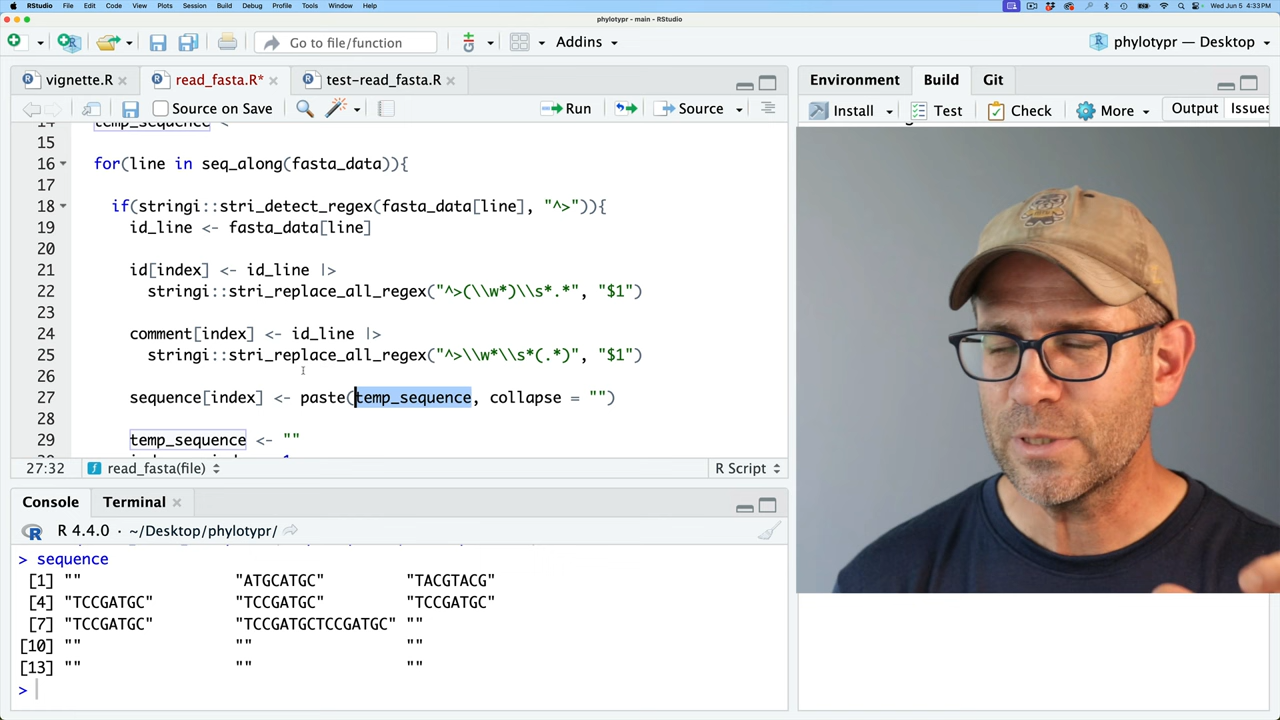 RStudio File Edit Code View Plots Session Build Debug Profile Tools Window Help Wed Jun 5 4:33PM
phylotypr - main - RStudio
Go to file/function Addins phylotypr — Desktop
vignette.R read_fasta.R* test-read_fasta.R Environment Build Git
Source on Save Run Source Install Test Check More Output Issues
14
15
16 for(line in seq_along(fasta_data)){
17
18 if(stringi::stri_detect_regex(fasta_data[line], "^>")){
19 id_line <- fasta_data[line]
20
21 id[index] <- id_line |>
22 stringi::stri_replace_all_regex("^>(\\w*)\\s*.*", "$1")
23
24 comment[index] <- id_line |>
25 stringi::stri_replace_all_regex("^>\\w*\\s*(.*)", "$1")
26
27 sequence[index] <- paste(temp_sequence, collapse = "")
28
29 temp_sequence <- ""
27:32 read_fasta(file) R Script
Console Terminal
R 4.4.0 · ~/Desktop/phylotypr/
> sequence
[1] "" "ATGCATGC" "TACGTACG"
[4] "TCCGATGC" "TCCGATGC" "TCCGATGC"
[7] "TCCGATGC" "TCCGATGCTCCGATGC" ""
[10] "" "" ""
[13] "" "" ""
>